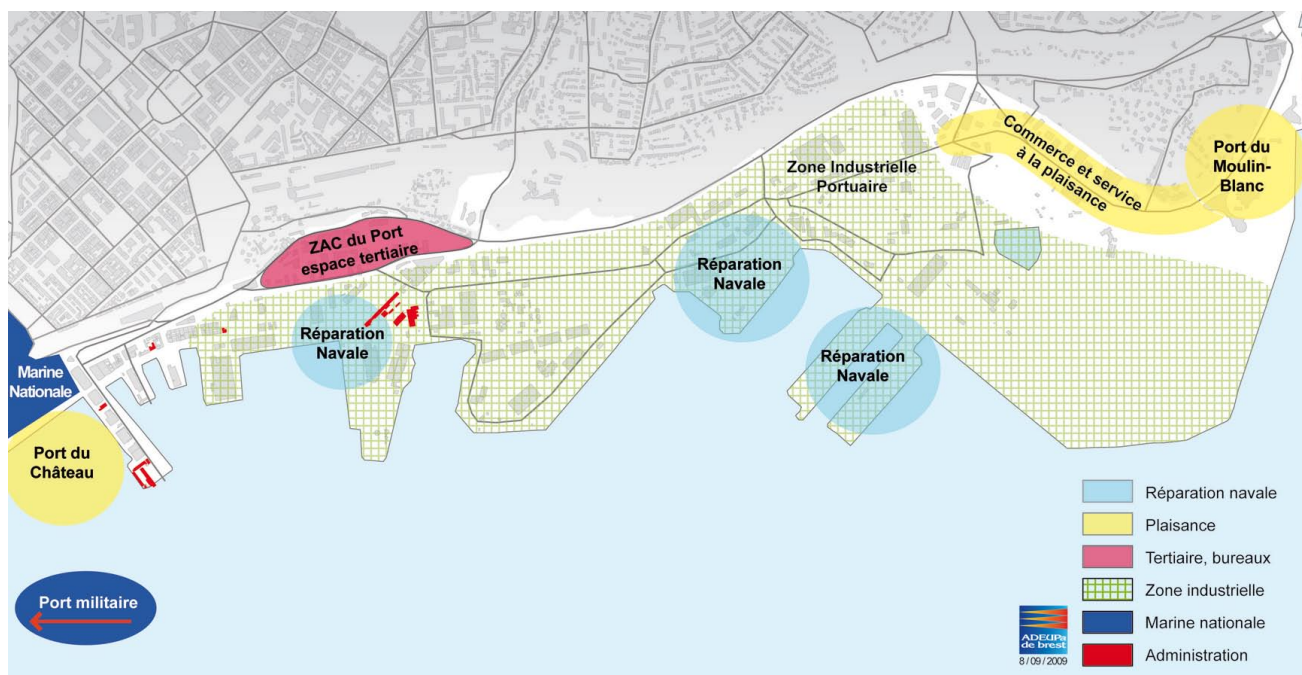 Commerce et service
à la plaisance
Port du
Moulin-
Blanc
Zone Industrielle
Portuaire
ZAC du Port
espace tertiaire
Réparation
Navale
Réparation
Navale
Réparation
Navale
Marine
Nationale
Port du
Château
Port militaire
Réparation navale
Plaisance
Tertiaire, bureaux
Zone industrielle
Marine nationale
Administration
ADEUPa
de brest
8/09/2009